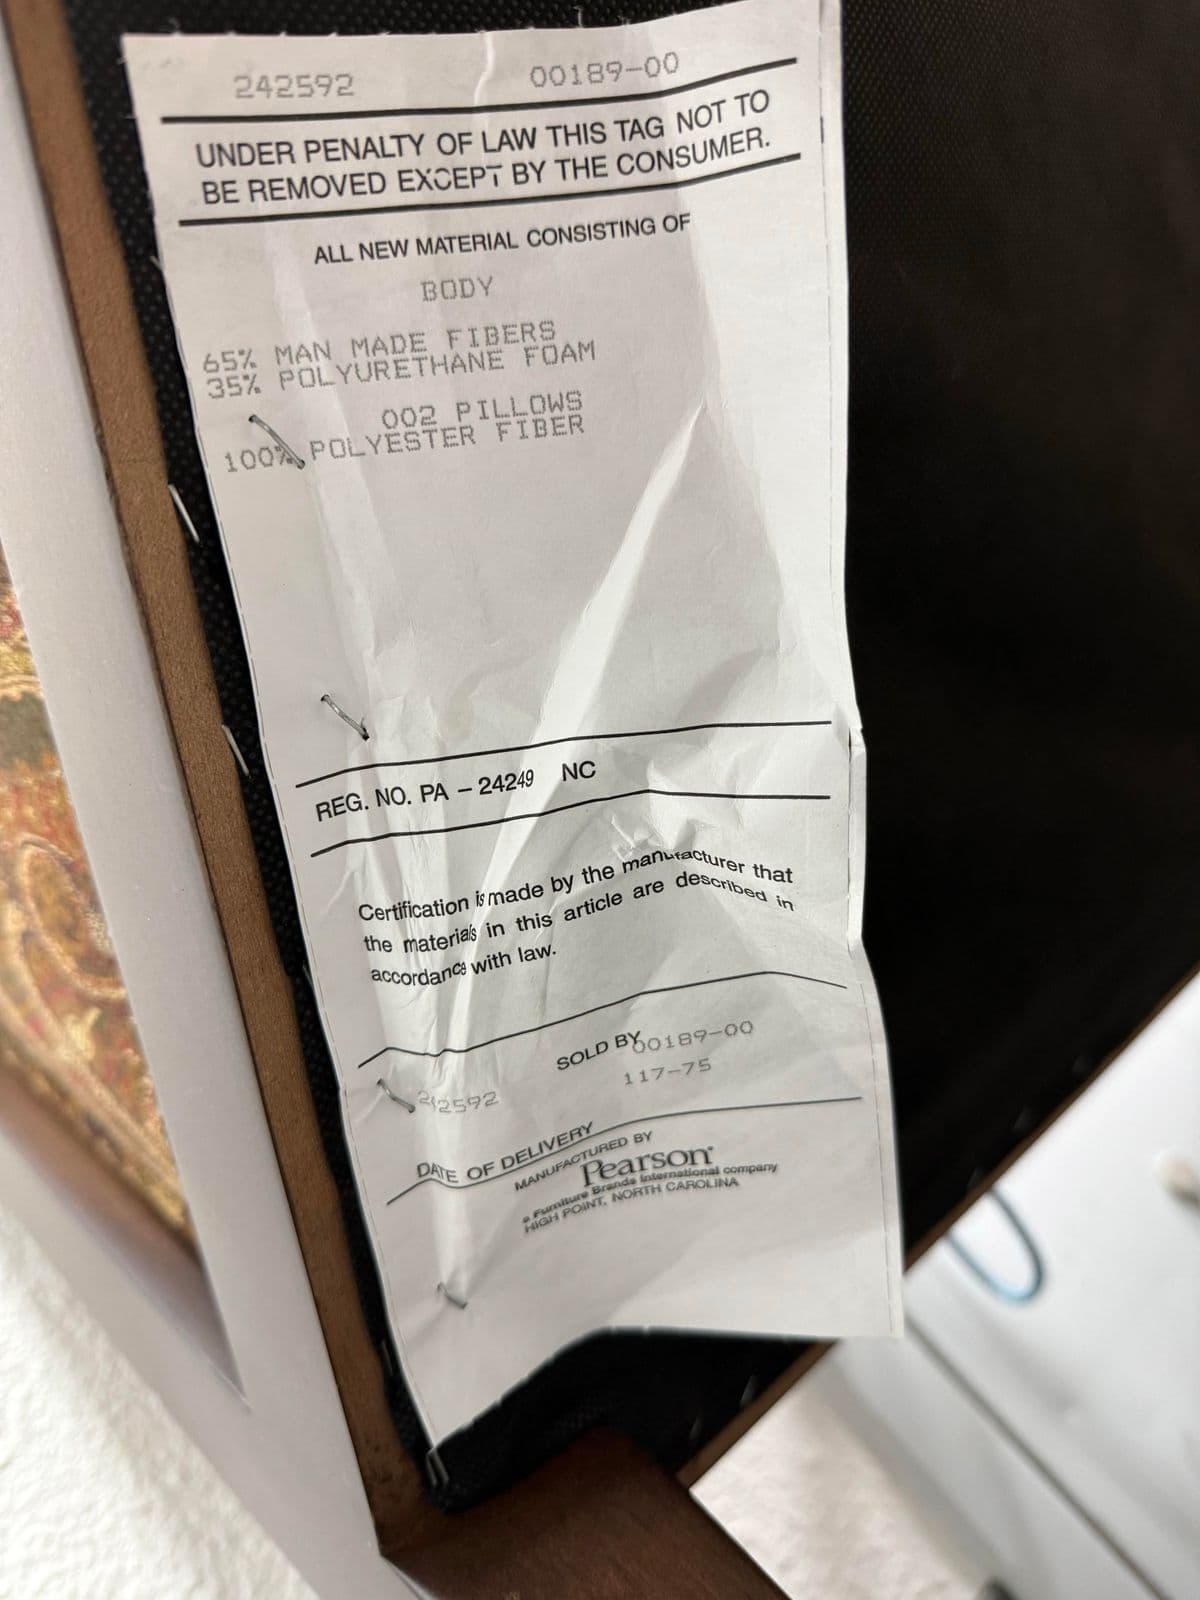 242592 00189-00
UNDER PENALTY OF LAW THIS TAG NOT TO
BE REMOVED EXCEPT BY THE CONSUMER.
ALL NEW MATERIAL CONSISTING OF
BODY
65% MAN MADE FIBERS
35% POLYURETHANE FOAM
002 PILLOWS
100% POLYESTER FIBER
REG. NO. PA - 24249 NC
Certification is made by the manufacturer that
the materials in this article are described in
accordance with law.
SOLD BY 00189-00
242592 117-75
DATE OF DELIVERY
MANUFACTURED BY
Pearson®
a Furniture Brands International company
HIGH POINT, NORTH CAROLINA